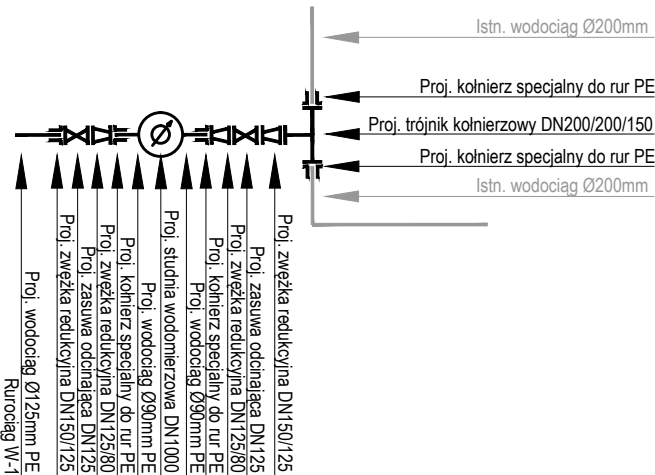 Istn. wodociąg Ø200mm
Proj. kołnierz specjalny do rur PE
Proj. trójnik kołnierzowy DN200/200/150
Proj. kołnierz specjalny do rur PE
Istn. wodociąg Ø200mm
Proj. zwężka redukcyjna DN150/125
Proj. zasuwa odcinająca DN125
Proj. zwężka redukcyjna DN125/80
Proj. kołnierz specjalny do rur PE
Proj. wodociąg Ø90mm PE
Proj. studnia wodomierzowa DN1000
Proj. wodociąg Ø90mm PE
Proj. kołnierz specjalny do rur PE
Proj. zwężka redukcyjna DN125/80
Proj. zasuwa odcinająca DN125
Proj. zwężka redukcyjna DN150/125
Proj. wodociąg Ø125mm PE
Rurociąg W-1